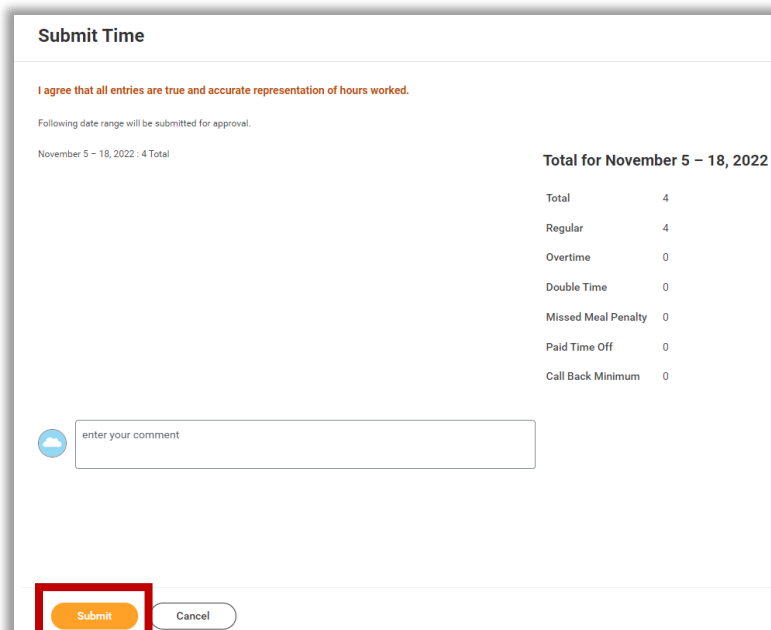 Submit Time
I agree that all entries are true and accurate representation of hours worked.
Following date range will be submitted for approval.
November 5 – 18, 2022 : 4 Total
Total for November 5 – 18, 2022
Total 4
Regular 4
Overtime 0
Double Time 0
Missed Meal Penalty 0
Paid Time Off 0
Call Back Minimum 0
enter your comment
Submit Cancel